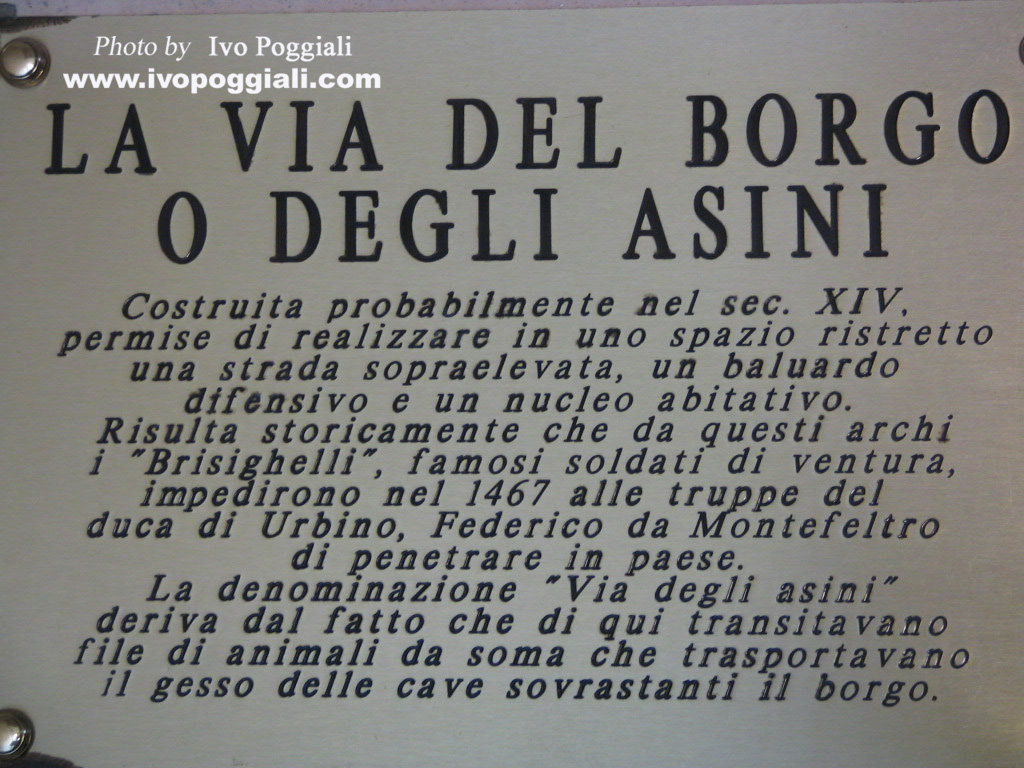 Photo by Ivo Poggiali
www.ivopoggiali.com
LA VIA DEL BORGO
O DEGLI ASINI
Costruita probabilmente nel sec. XIV,
permise di realizzare in uno spazio ristretto
una strada sopraelevata, un baluardo
difensivo e un nucleo abitativo.
Risulta storicamente che da questi archi
i "Brisighelli", famosi soldati di ventura,
impedirono nel 1467 alle truppe del
duca di Urbino, Federico da Montefeltro
di penetrare in paese.
La denominazione "Via degli asini"
deriva dal fatto che di qui transitavano
file di animali da soma che trasportavano
il gesso delle cave sovrastanti il borgo.